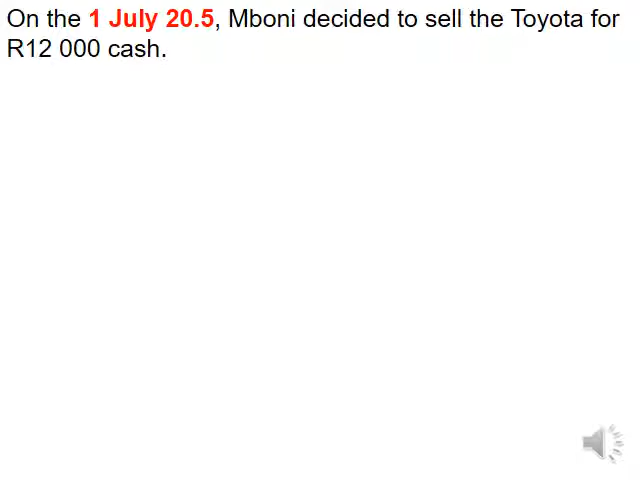 On the 1 July 20.5, Mboni decided to sell the Toyota for
R12 000 cash.